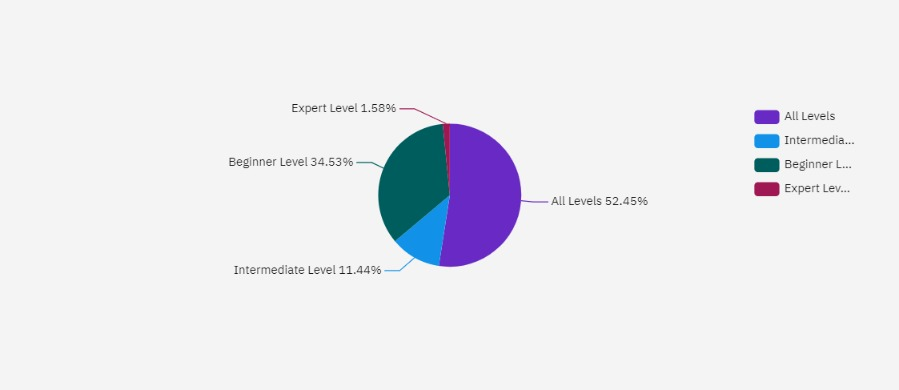 Expert Level 1.58%
Beginner Level 34.53%
Intermediate Level 11.44%
All Levels 52.45%
All Levels
Intermedia...
Beginner L...
Expert Lev...